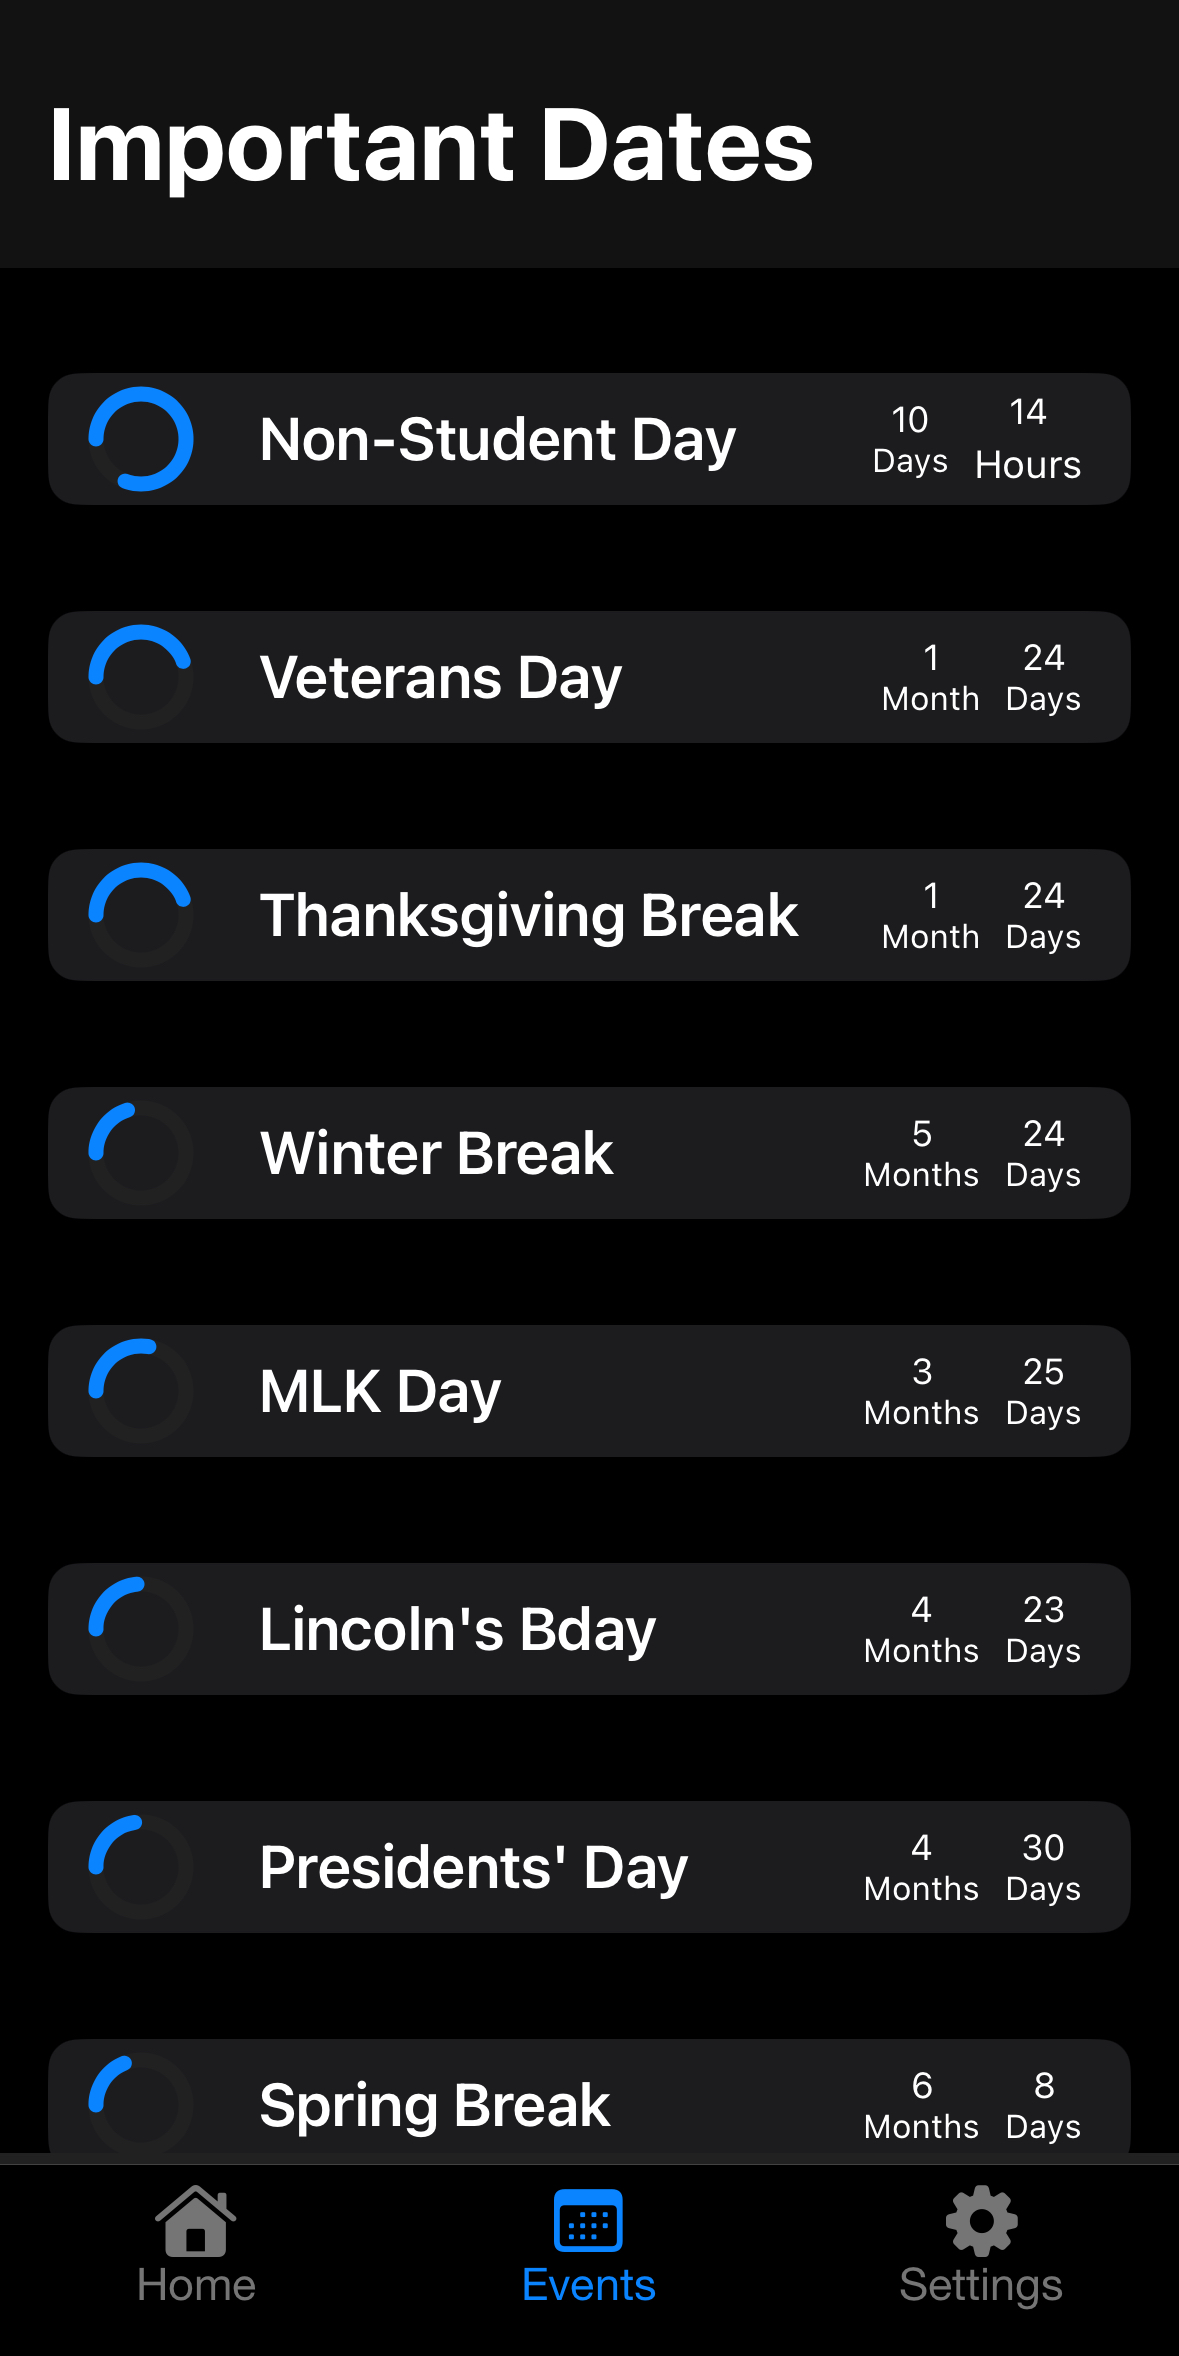 Important Dates
Non-Student Day
10 Days
14 Hours
Veterans Day
1 Month
24 Days
Thanksgiving Break
1 Month
24 Days
Winter Break
5 Months
24 Days
MLK Day
3 Months
25 Days
Lincoln's Bday
4 Months
23 Days
Presidents' Day
4 Months
30 Days
Spring Break
6 Months
8 Days
Home
Events
Settings